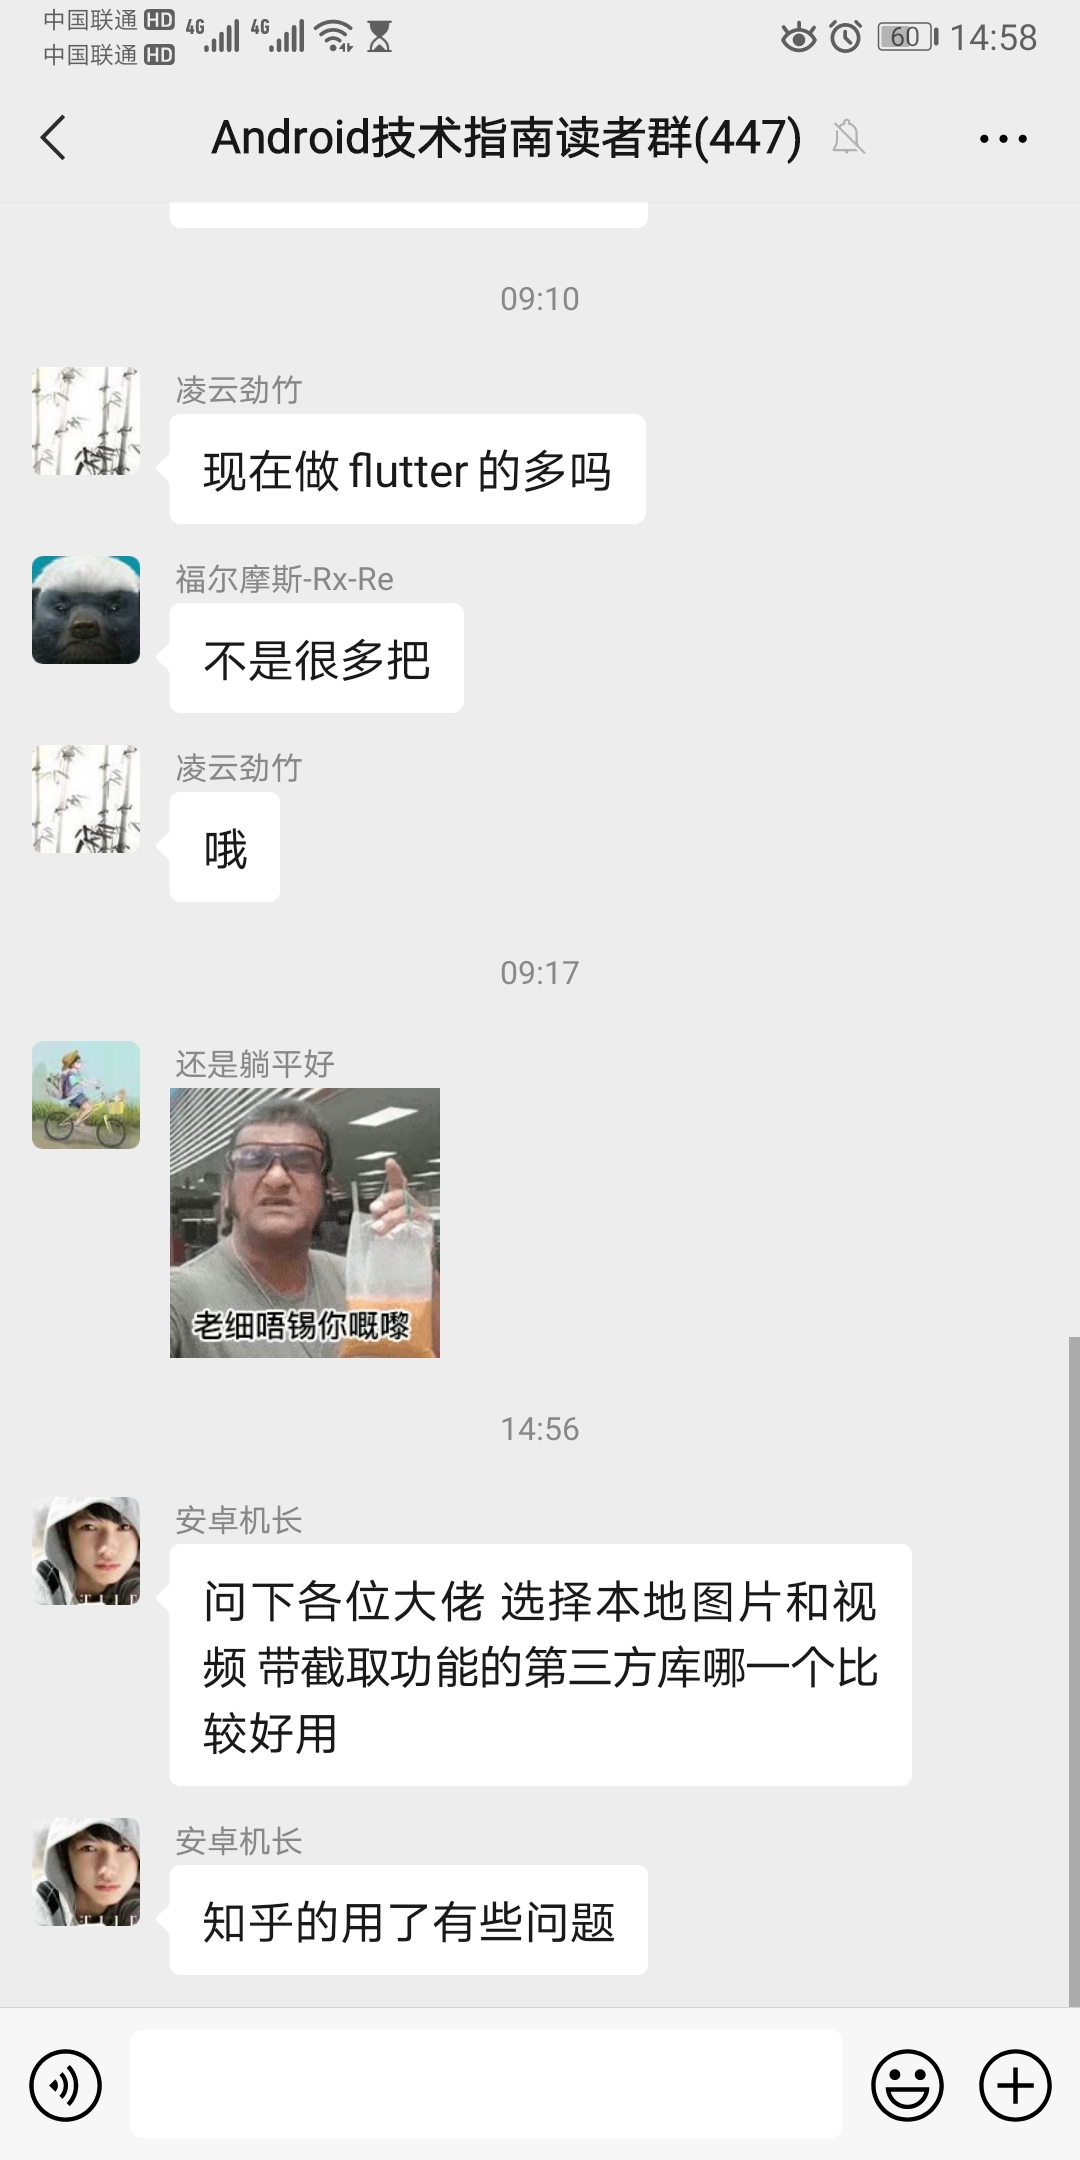 中国联通 HD 4G 4G 60 14:58
中国联通 HD
Android技术指南读者群(447)
09:10
凌云劲竹
现在做 flutter 的多吗
福尔摩斯-Rx-Re
不是很多把
凌云劲竹
哦
09:17
还是躺平好
老细唔锡你嘅嚟
14:56
安卓机长
问下各位大佬 选择本地图片和视
频 带截取功能的第三方库哪一个比
较好用
安卓机长
知乎的用了有些问题